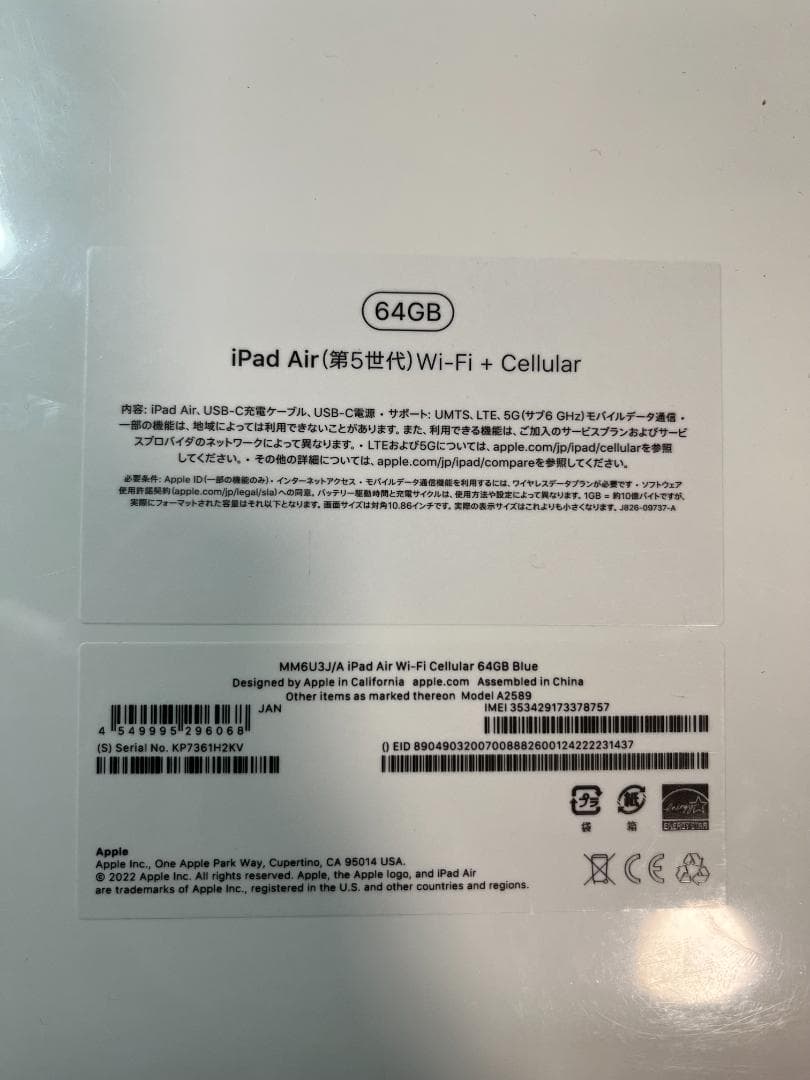 64GB
iPad Air(第5世代)Wi-Fi + Cellular
内容: iPad Air、USB-C充電ケーブル、USB-C電源・サポート: UMTS、LTE、5G(サブ6 GHz)モバイルデータ通信・
一部の機能は、地域によっては利用できないことがあります。また、利用できる機能は、ご加入のサービスプランおよびサービ
スプロバイダのネットワークによって異なります。・LTEおよび5Gについては、apple.com/jp/ipad/cellularを参照
してください。・その他の詳細については、apple.com/jp/ipad/compareを参照してください。
必要条件: Apple ID(一部の機能のみ)・インターネットアクセス・モバイルデータ通信機能を利用するには、ワイヤレスデータプランが必要です・ソフトウェア
使用許諾契約(apple.com/jp/legal/sla)への同意。バッテリー駆動時間と充電サイクルは、使用方法や設定によって異なります。1GB = 約10億バイトですが、
実際にフォーマットされた容量はそれ以下となります。画面サイズは対角10.86インチです。実際の表示サイズはこれよりも小さくなります。J826-09737-A
MM6U3J/A iPad Air Wi-Fi Cellular 64GB Blue
Designed by Apple in California apple.com Assembled in China
Other items as marked thereon Model A2589
JAN
4 549995 296068
IMEI 353429173378757
(S) Serial No. KP7361H2KV
() EID 89049032007008882600124222231437
プラ
袋
紙
箱
energy
ENERGY STAR
CE
Apple
Apple Inc., One Apple Park Way, Cupertino, CA 95014 USA.
© 2022 Apple Inc. All rights reserved. Apple, the Apple logo, and iPad Air
are trademarks of Apple Inc., registered in the U.S. and other countries and regions.